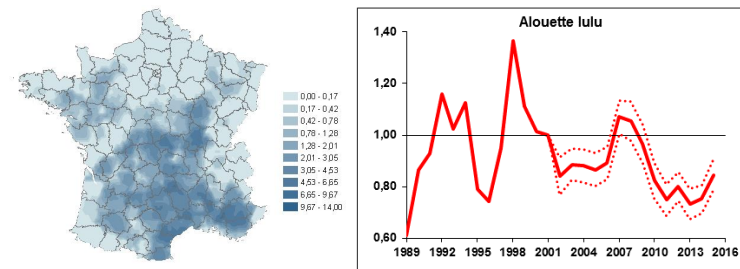 0,00 - 0,17
0,17 - 0,42
0,42 - 0,78
0,78 - 1,28
1,28 - 2,01
2,01 - 3,05
3,05 - 4,53
4,53 - 6,65
6,65 - 9,67
9,67 - 14,00
Alouette lulu
1,40
1,20
1,00
0,80
0,60
1989 1992 1995 1998 2001 2004 2007 2010 2013 2016